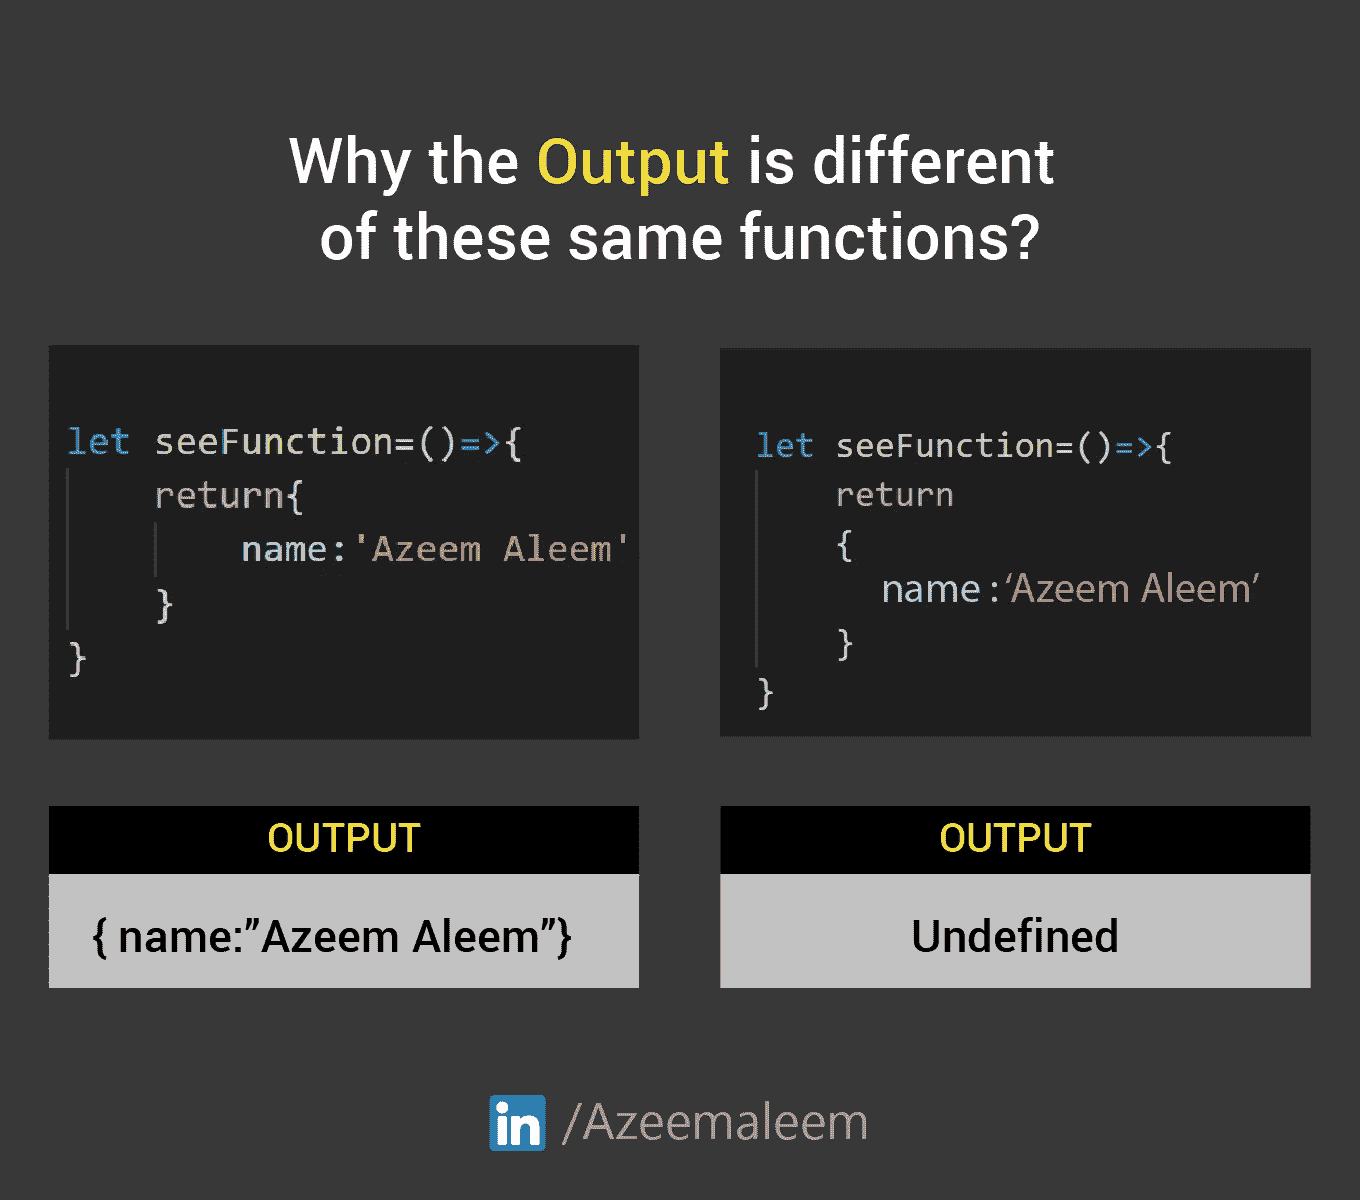 Why the Output is different
of these same functions?
let seeFunction=()=>{
return{
name:'Azeem Aleem'
}
}
let seeFunction=()=>{
return
{
name:‘Azeem Aleem’
}
}
OUTPUT
{ name:”Azeem Aleem”}
OUTPUT
Undefined
in /Azeemaleem